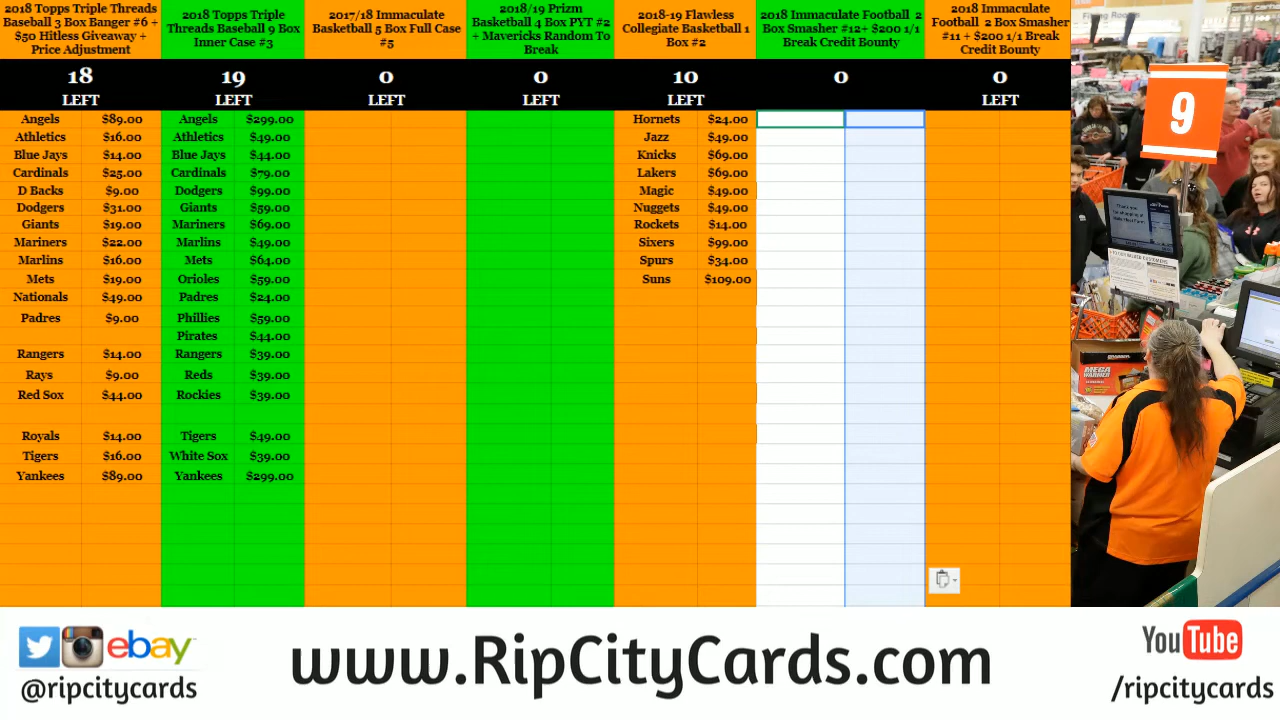 2018 Topps Triple Threads
Baseball 3 Box Banger #6 +
$50 Hitless Giveaway +
Price Adjustment
2018 Topps Triple
Threads Baseball 9 Box
Inner Case #3
2017/18 Immaculate
Basketball 5 Box Full Case
#5
2018/19 Prizm
Basketball 4 Box PYT #2
+ Mavericks Random To
Break
2018-19 Flawless
Collegiate Basketball 1
Box #2
2018 Immaculate Football 2
Box Smasher #12+ $200 1/1
Break Credit Bounty
2018 Immaculate
Football 2 Box Smasher
#11 + $200 1/1 Break
Credit Bounty
18 19 0 0 10 0 0
LEFT LEFT LEFT LEFT LEFT LEFT
Angels $89.00 Angels $299.00 Hornets $24.00
Athletics $16.00 Athletics $49.00 Jazz $49.00
Blue Jays $14.00 Blue Jays $44.00 Knicks $69.00
Cardinals $25.00 Cardinals $79.00 Lakers $69.00
D Backs $9.00 Dodgers $99.00 Magic $49.00
Dodgers $31.00 Giants $59.00 Nuggets $49.00
Giants $19.00 Mariners $69.00 Rockets $14.00
Mariners $22.00 Marlins $49.00 Sixers $99.00
Marlins $16.00 Mets $64.00 Spurs $34.00
Mets $19.00 Orioles $59.00 Suns $109.00
Nationals $49.00 Padres $24.00
Padres $9.00 Phillies $59.00
Pirates $44.00
Rangers $14.00 Rangers $39.00
Rays $9.00 Reds $39.00
Red Sox $44.00 Rockies $39.00
Royals $14.00 Tigers $49.00
Tigers $16.00 White Sox $39.00
Yankees $89.00 Yankees $299.00
9
Thank you
MEGA
WARMER
ebay
@ripcitycards
www.RipCityCards.com
YouTube
/ripcitycards